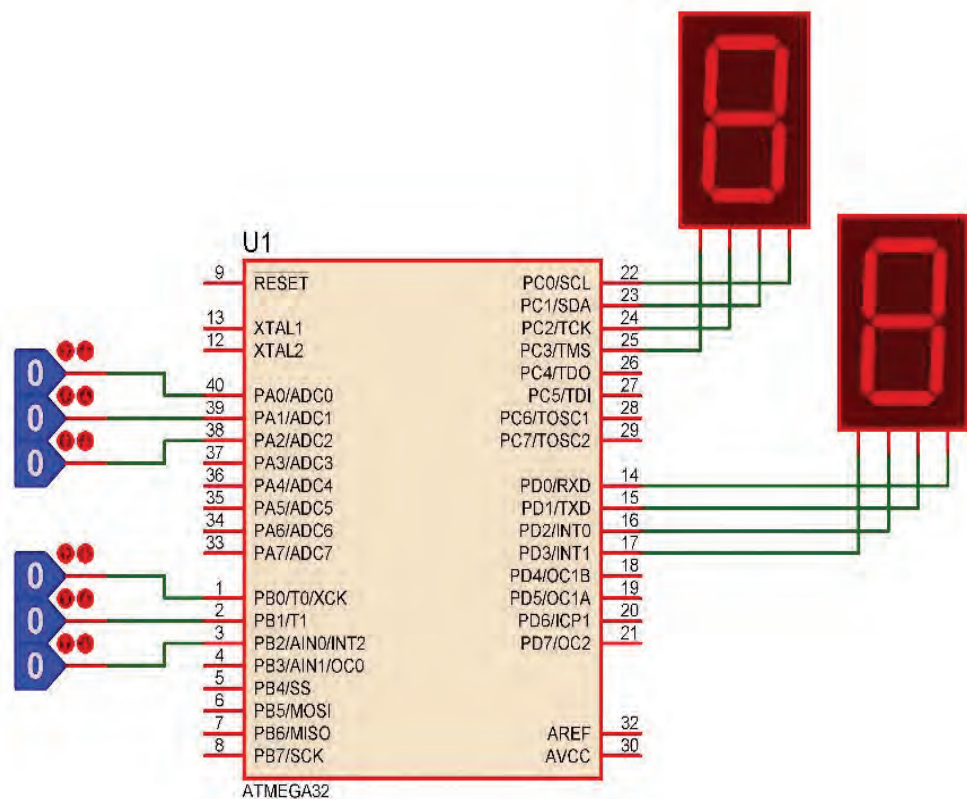 U1
9 RESET
13 XTAL1
12 XTAL2
40 PA0/ADC0
39 PA1/ADC1
38 PA2/ADC2
37 PA3/ADC3
36 PA4/ADC4
35 PA5/ADC5
34 PA6/ADC6
33 PA7/ADC7
1 PB0/T0/XCK
2 PB1/T1
3 PB2/AIN0/INT2
4 PB3/AIN1/OC0
5 PB4/SS
6 PB5/MOSI
7 PB6/MISO
8 PB7/SCK
PC0/SCL 22
PC1/SDA 23
PC2/TCK 24
PC3/TMS 25
PC4/TDO 26
PC5/TDI 27
PC6/TOSC1 28
PC7/TOSC2 29
PD0/RXD 14
PD1/TXD 15
PD2/INT0 16
PD3/INT1 17
PD4/OC1B 18
PD5/OC1A 19
PD6/ICP1 20
PD7/OC2 21
AREF 32
AVCC 30
ATMEGA32
0
0
0
0
0
0
8
8